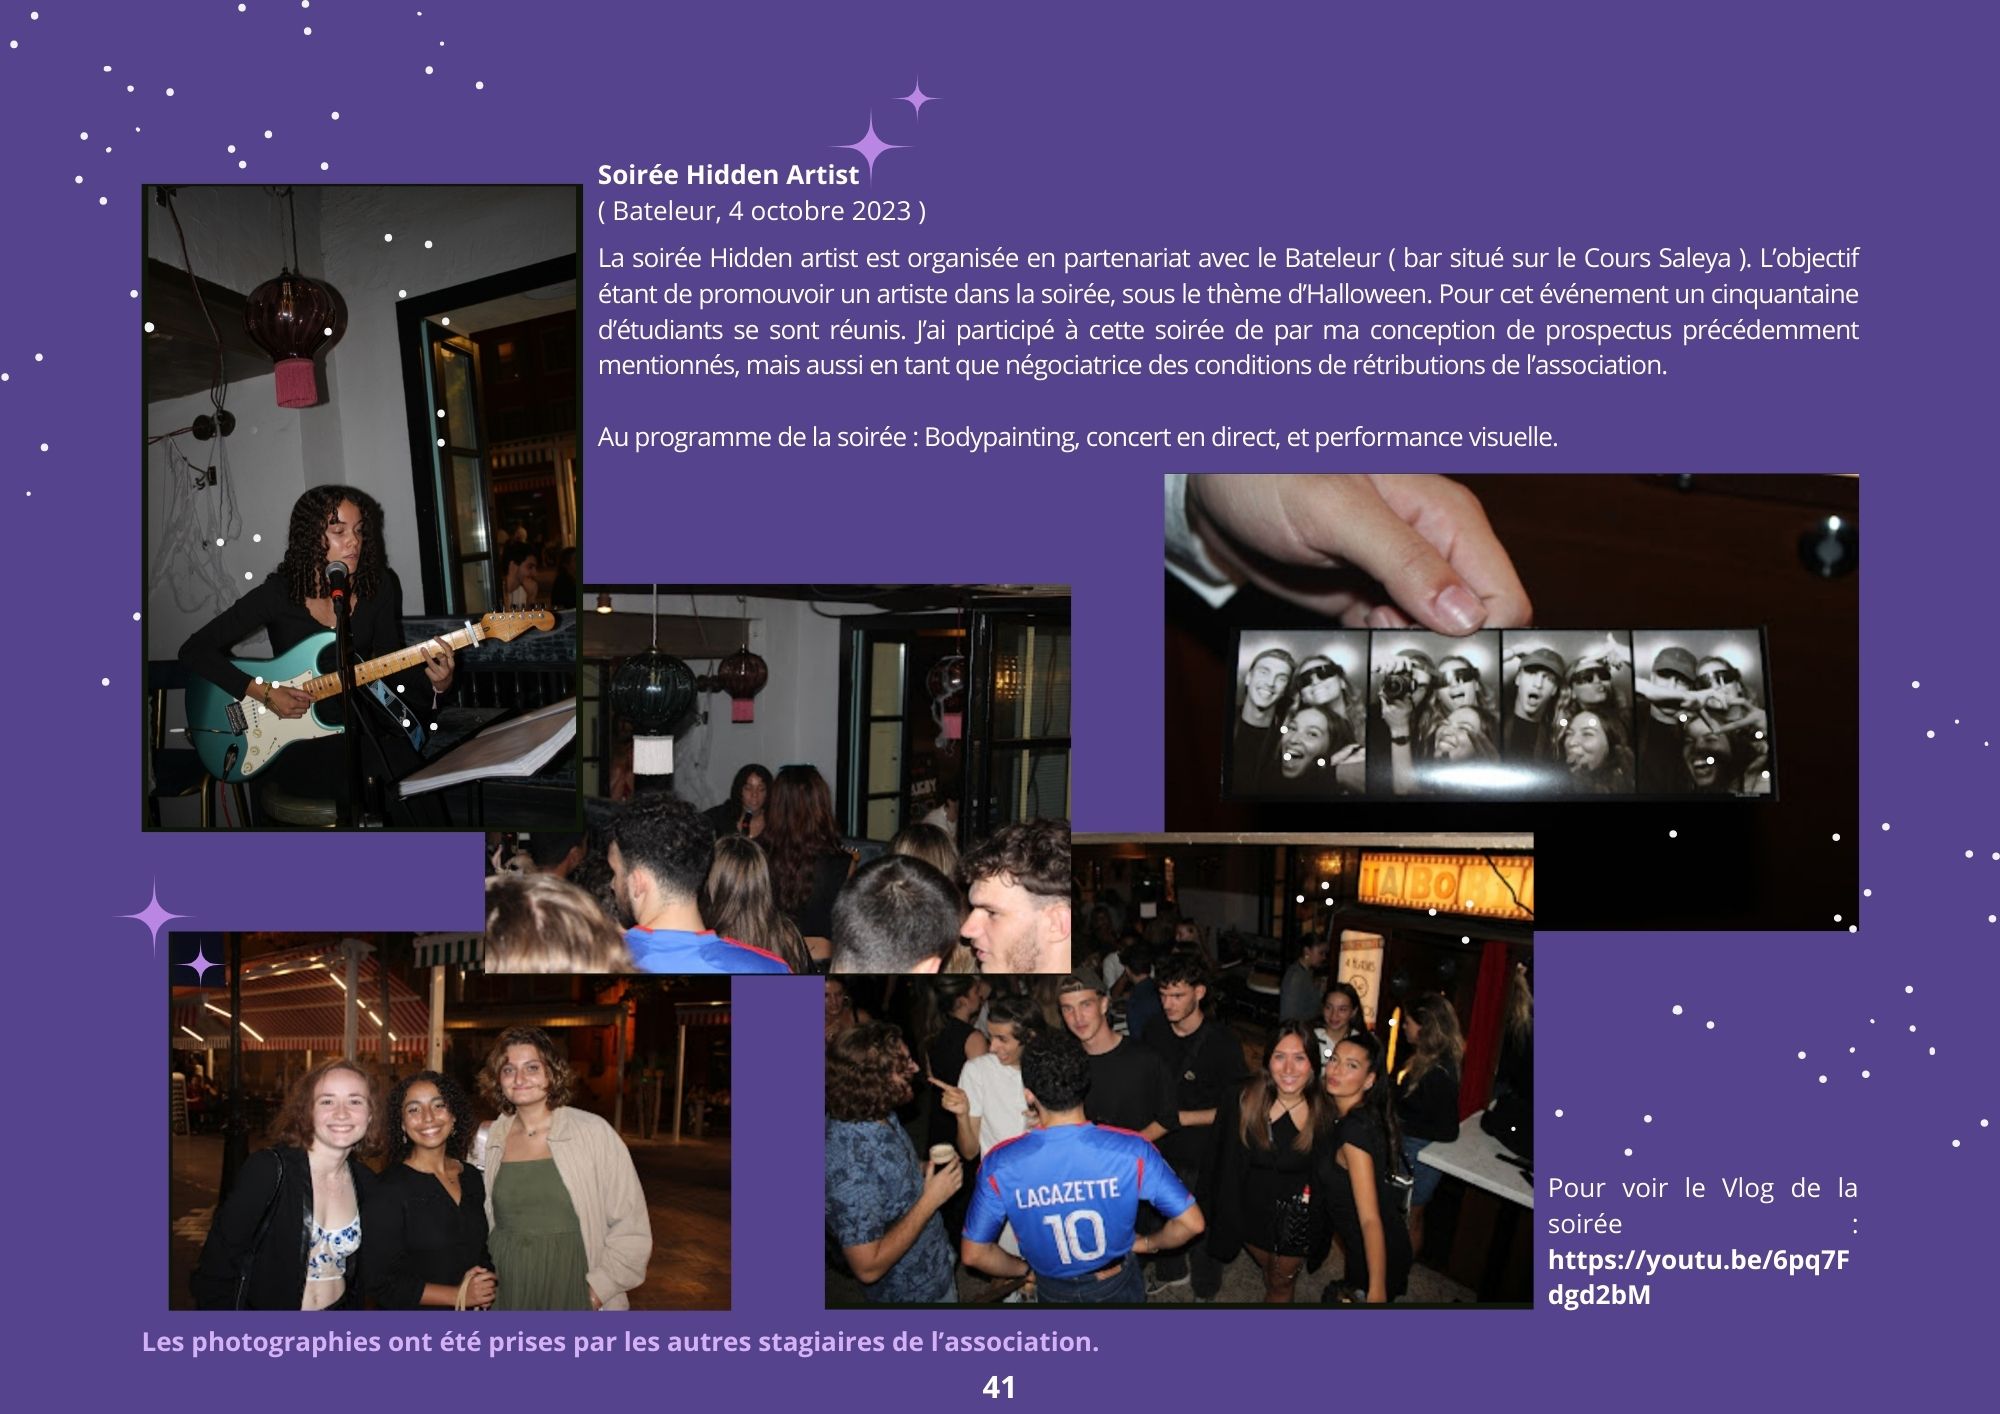 Soirée Hidden Artist
( Bateleur, 4 octobre 2023 )
La soirée Hidden artist est organisée en partenariat avec le Bateleur ( bar situé sur le Cours Saleya ). L’objectif
étant de promouvoir un artiste dans la soirée, sous le thème d’Halloween. Pour cet événement un cinquantaine
d’étudiants se sont réunis. J’ai participé à cette soirée de par ma conception de prospectus précédemment
mentionnés, mais aussi en tant que négociatrice des conditions de rétributions de l’association.
Au programme de la soirée : Bodypainting, concert en direct, et performance visuelle.
TABO
LACAZETTE
10
Pour voir le Vlog de la
soirée :
https://youtu.be/6pq7F
dgd2bM
Les photographies ont été prises par les autres stagiaires de l’association.
41